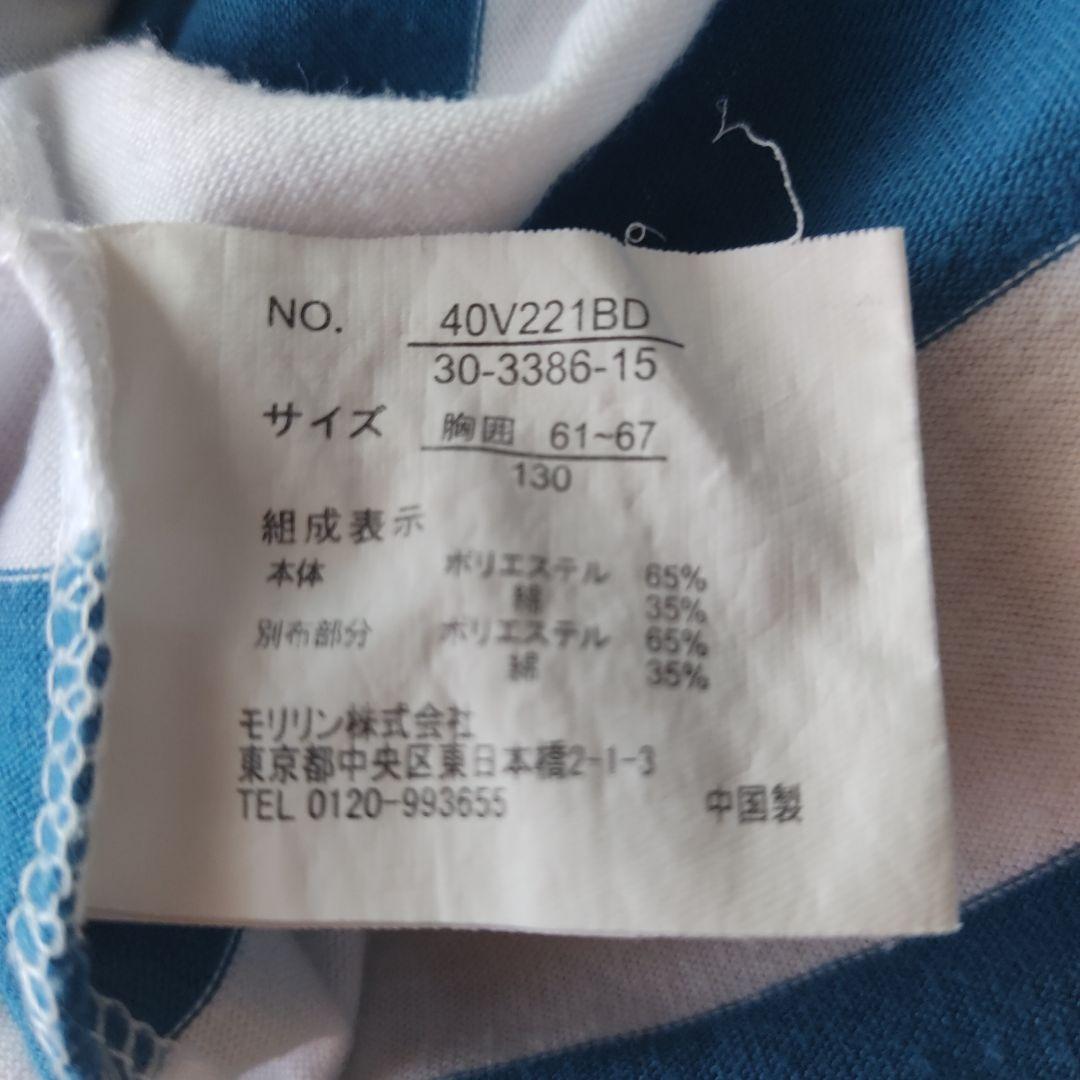 NO. 40V221BD
30-3386-15
サイズ 胸囲 61~67
130
組成表示
本体 ポリエステル 65%
綿 35%
別布部分 ポリエステル 65%
綿 35%
モリリン株式会社
東京都中央区東日本橋2-1-3
TEL 0120-993655 中国製